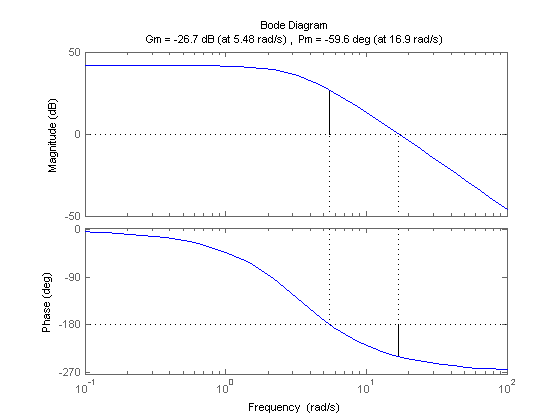 Bode Diagram
Gm = -26.7 dB (at 5.48 rad/s) , Pm = -59.6 deg (at 16.9 rad/s)
50
0
-50
Magnitude (dB)
0
-90
-180
-270
Phase (deg)
10^-1
10^0
10^1
10^2
Frequency (rad/s)